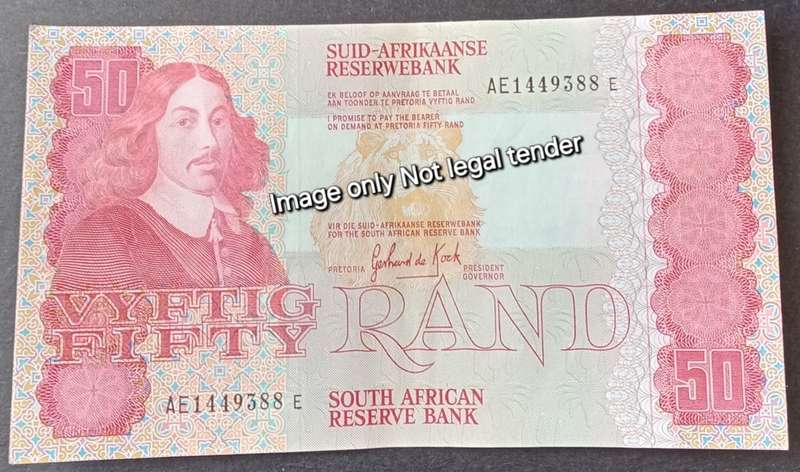 50
SUID-AFRIKAANSE
RESERWEBANK
AE1449388 E
EK BELOOF OP AANVRAAG TE BETAAL
AAN TOONDER TE PRETORIA VYFTIG RAND
I PROMISE TO PAY THE BEARER
ON DEMAND AT PRETORIA FIFTY RAND
Image only Not legal tender
VIR DIE SUID-AFRIKAANSE RESERWEBANK
FOR THE SOUTH AFRICAN RESERVE BANK
PRETORIA Gerhard de Kock PRESIDENT
GOVERNOR
VYFTIG
FIFTY RAND
AE1449388 E
SOUTH AFRICAN
RESERVE BANK
50